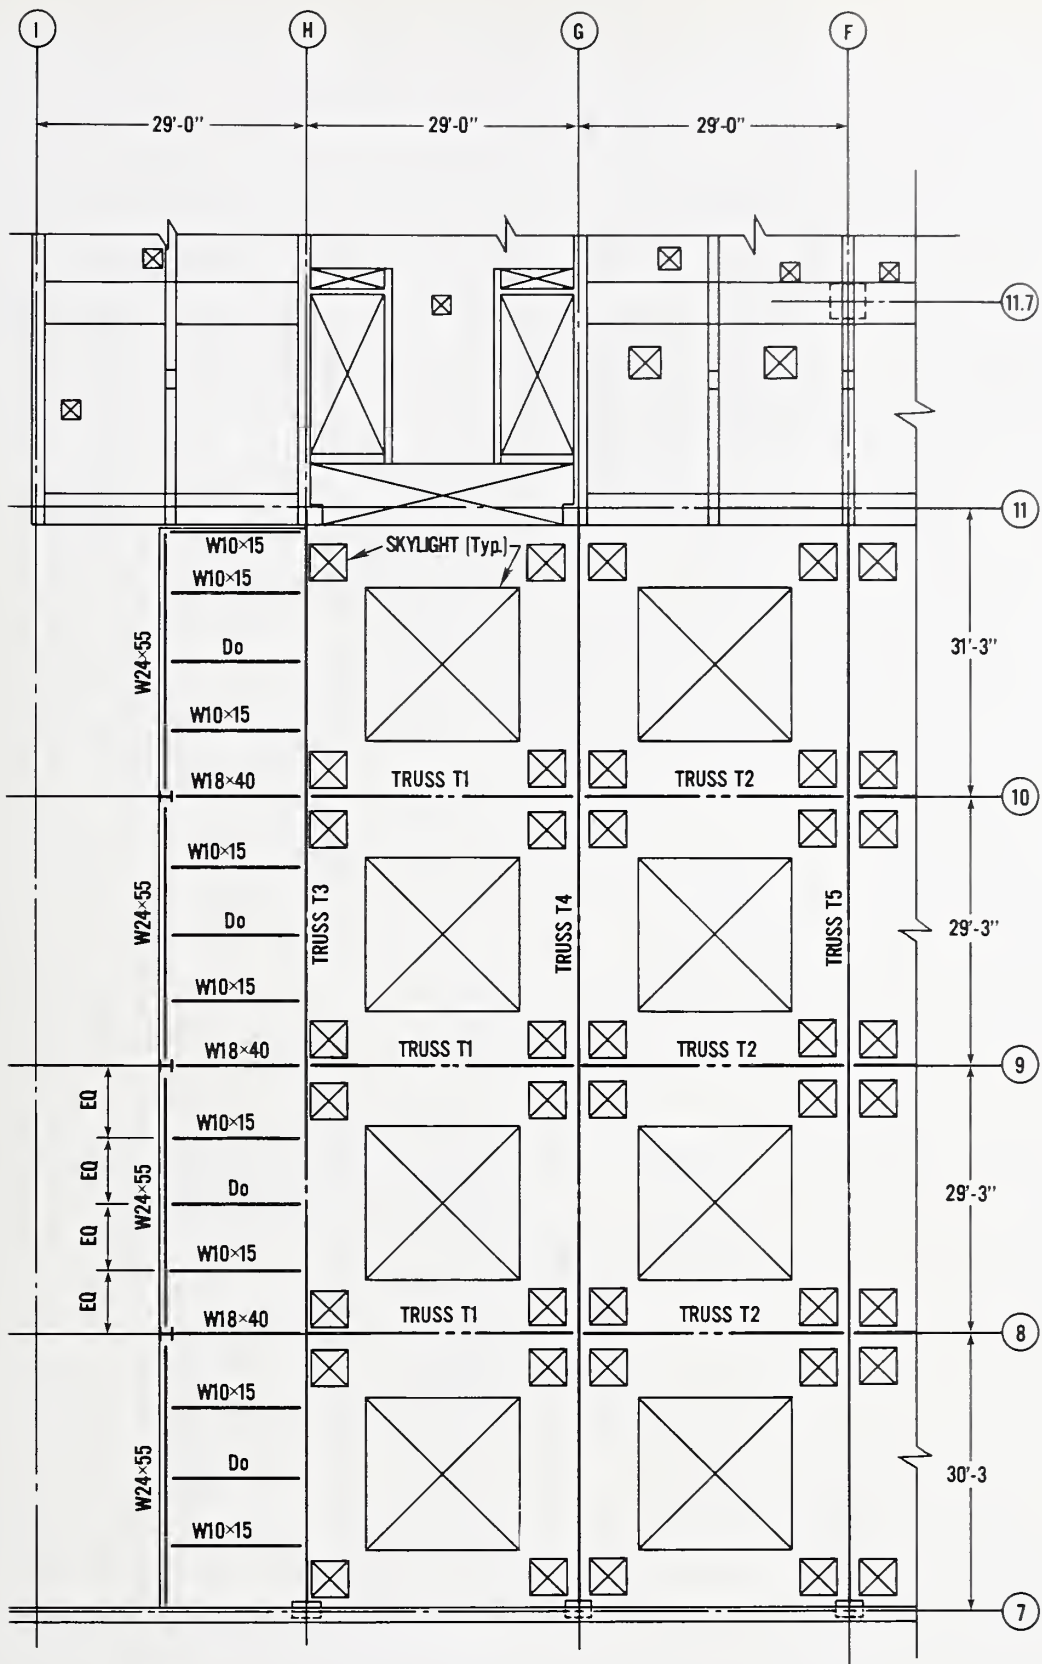 I H G F
29'-0" 29'-0" 29'-0"
11.7
11
W10×15
SKYLIGHT (Typ.)
W10×15
W24×55
Do
31'-3"
W10×15
W18×40
TRUSS T1
TRUSS T2
10
W10×15
W24×55
Do
TRUSS T3
TRUSS T4
TRUSS T5
29'-3"
W10×15
W18×40
TRUSS T1
TRUSS T2
9
EQ
W10×15
EQ
W24×55
Do
29'-3"
EQ
W10×15
EQ
W18×40
TRUSS T1
TRUSS T2
8
W10×15
W24×55
Do
30'-3
W10×15
7